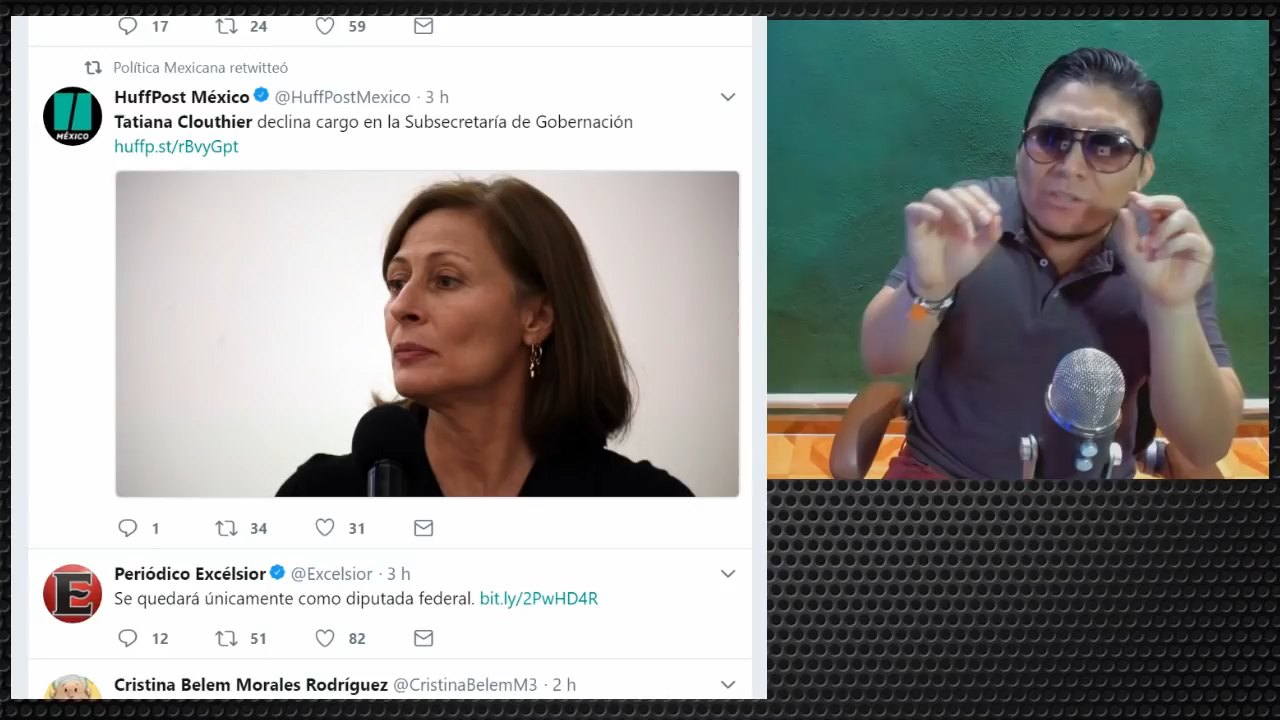 17 24 59
Política Mexicana retwitteó
HuffPost México @HuffPostMexico · 3 h
Tatiana Clouthier declina cargo en la Subsecretaría de Gobernación
huffp.st/rBvyGpt
MÉXICO
1 34 31
Periódico Excélsior @Excelsior · 3 h
E
Se quedará únicamente como diputada federal. bit.ly/2PwHD4R
12 51 82
Cristina Belem Morales Rodríguez @CristinaBelemM3 · 2 h